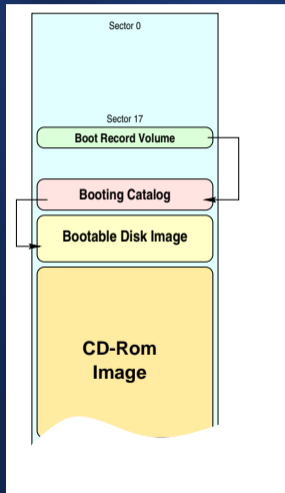 Sector 0
Sector 17
Boot Record Volume
Booting Catalog
Bootable Disk Image
CD-Rom
Image